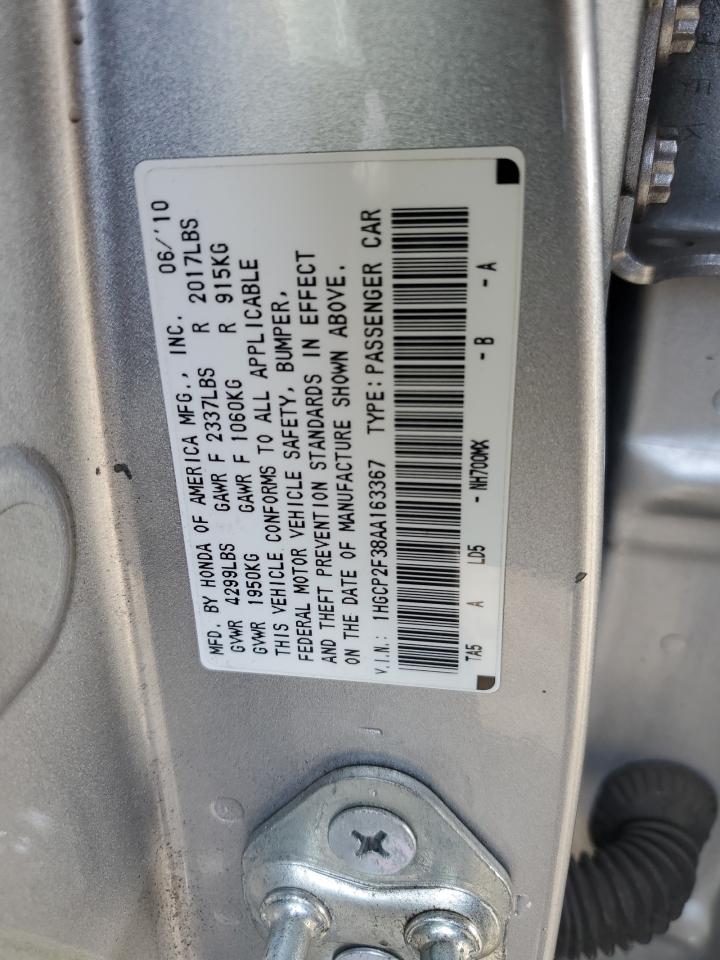 MFD. BY HONDA OF AMERICA MFG., INC. 06/'10
GVWR 4299LBS GAWR F 2337LBS R 2017LBS
GVWR 1950KG GAWR F 1060KG R 915KG
THIS VEHICLE CONFORMS TO ALL APPLICABLE
FEDERAL MOTOR VEHICLE SAFETY, BUMPER,
AND THEFT PREVENTION STANDARDS IN EFFECT
ON THE DATE OF MANUFACTURE SHOWN ABOVE.
V.I.N.: 1HGCP2F38AA163367 TYPE: PASSENGER CAR
TA5 A LD5 - NH700MX - B - A